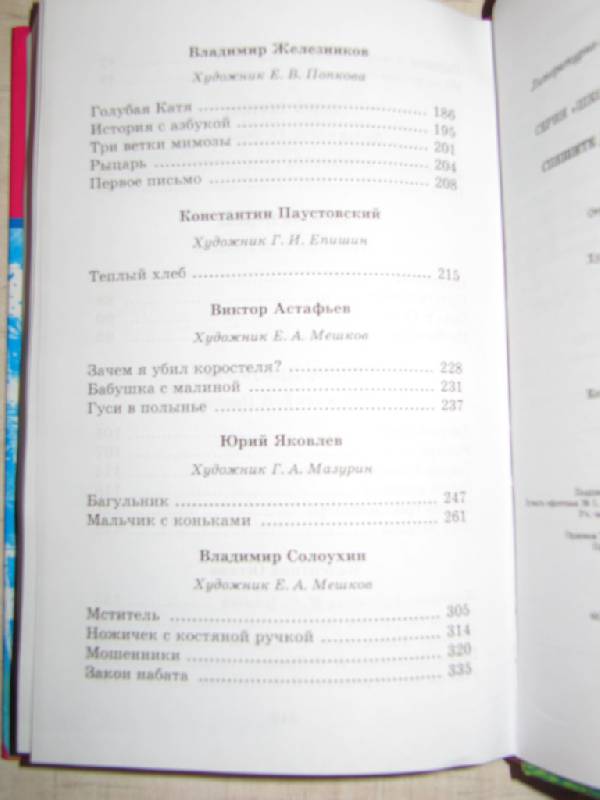 Владимир Железников
Художник Е. В. Попкова
Голубая Катя 186
История с азбукой 195
Три ветки мимозы 201
Рыцарь 204
Первое письмо 208
Константин Паустовский
Художник Г. И. Епишин
Теплый хлеб 215
Виктор Астафьев
Художник Е. А. Мешков
Зачем я убил коростеля? 228
Бабушка с малиной 231
Гуси в полынье 237
Юрий Яковлев
Художник Г. А. Мазурин
Багульник 247
Мальчик с коньками 261
Владимир Солоухин
Художник Е. А. Мешков
Мститель 305
Ножичек с костяной ручкой 314
Мошенники 320
Закон набата 335